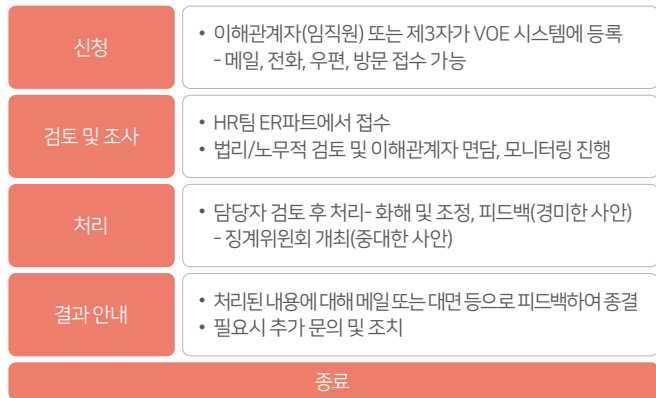 신청
• 이해관계자(임직원) 또는 제3자가 VOE 시스템에 등록
- 메일, 전화, 우편, 방문 접수 가능
검토 및 조사
• HR팀 ER파트에서 접수
• 법리/노무적 검토 및 이해관계자 면담, 모니터링 진행
처리
• 담당자 검토 후 처리- 화해 및 조정, 피드백(경미한 사안)
- 징계위윈회 개최(중대한 사안)
결과 안내
• 처리된 내용에 대해 메일 또는 대면 등으로 피드백하여 종결
• 필요시 추가 문의 및 조치
종료